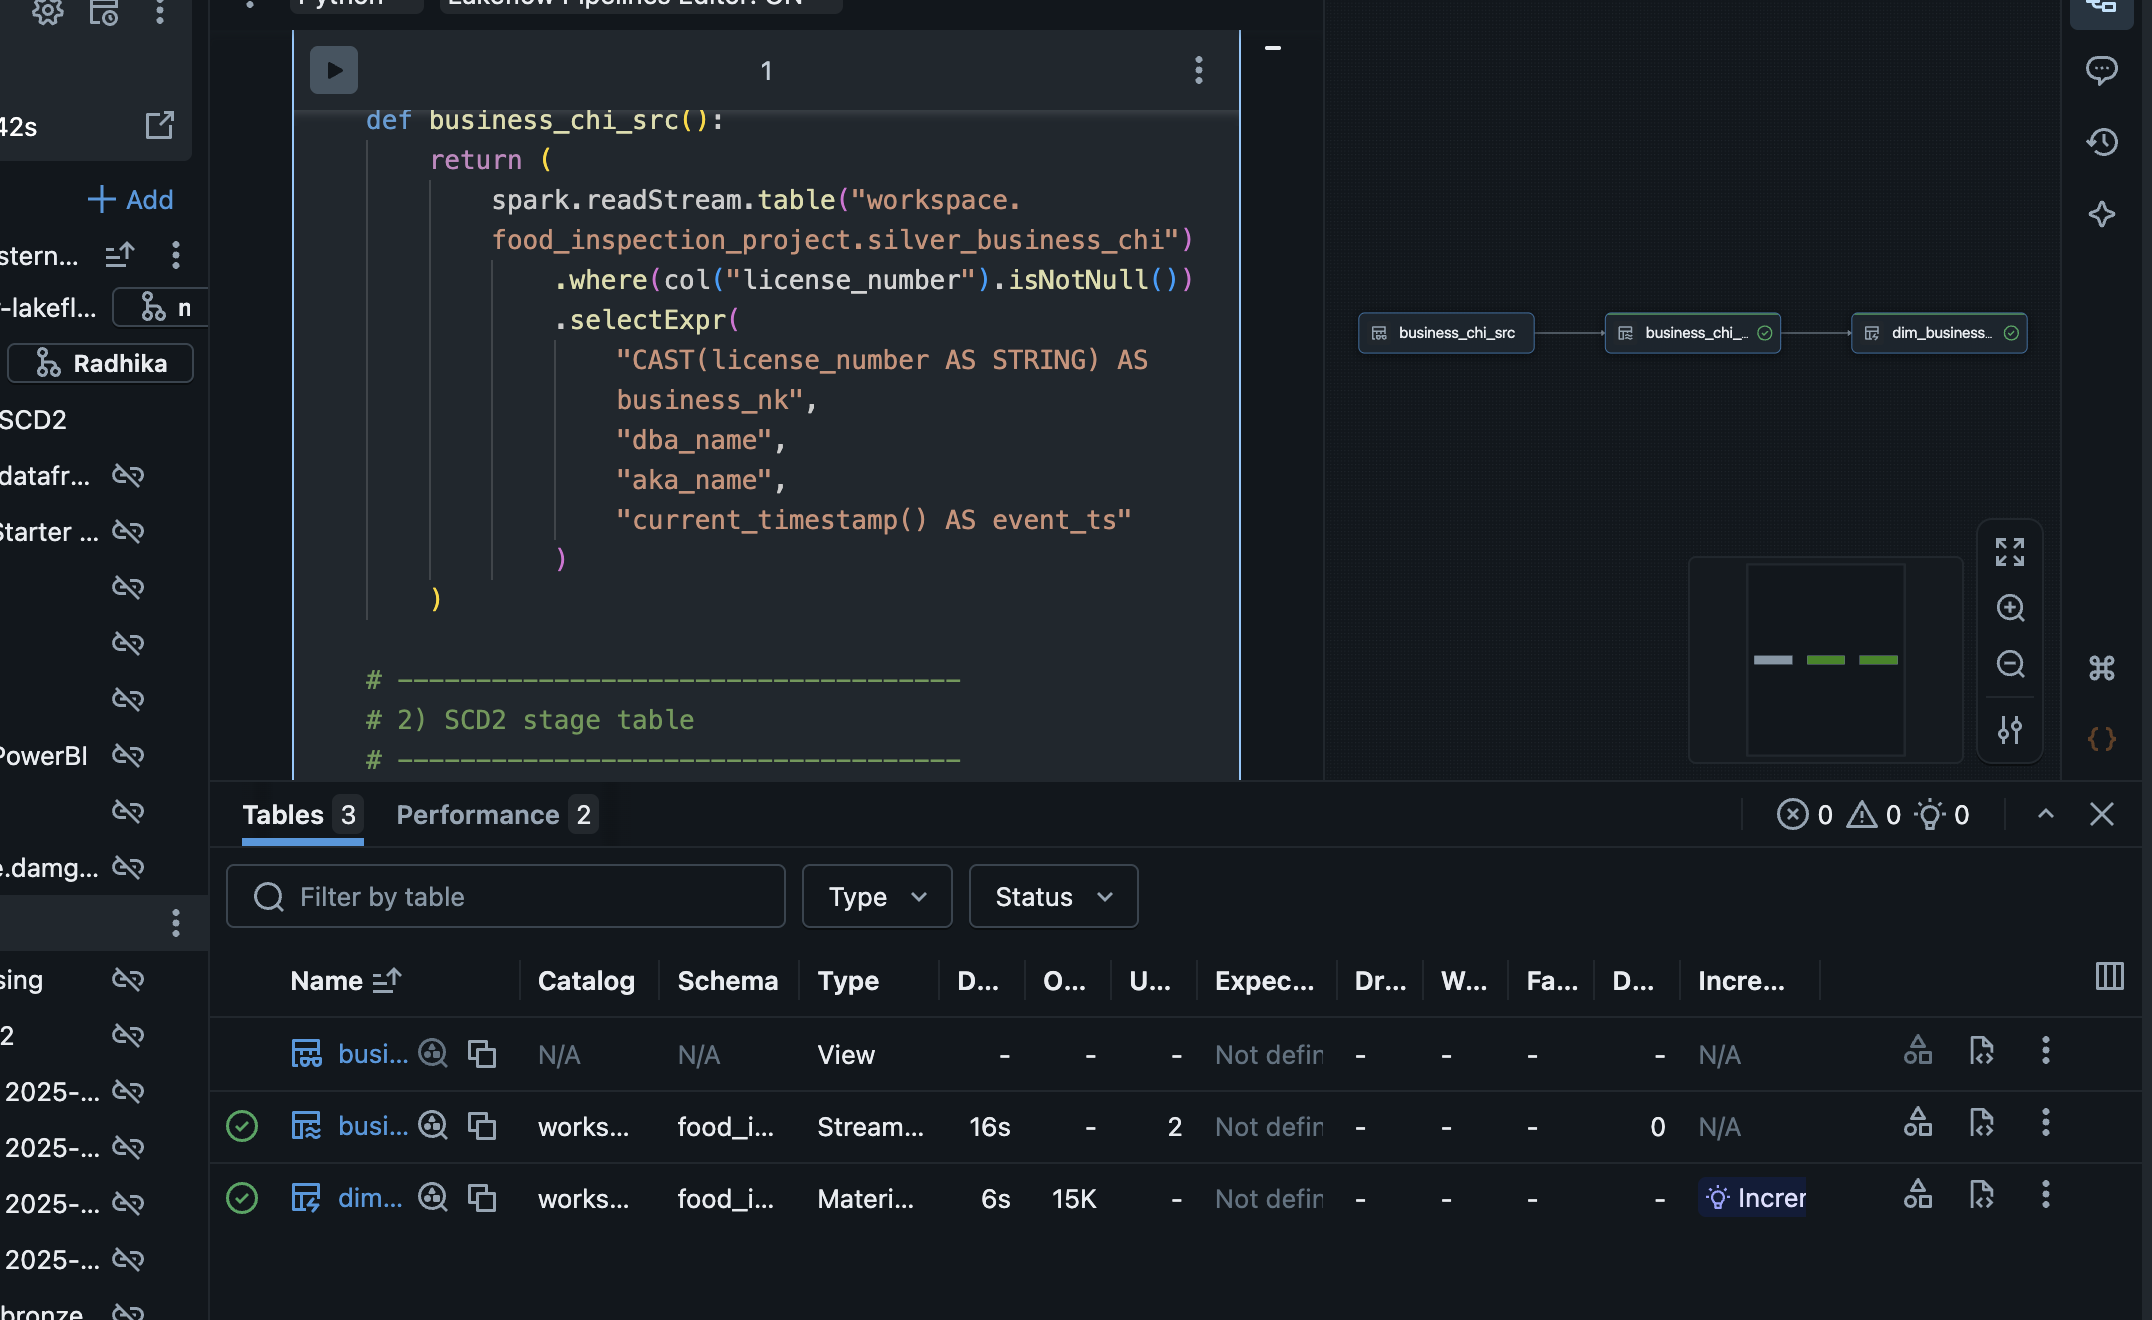 1
def business_chi_src():
return (
spark.readStream.table("workspace.
food_inspection_project.silver_business_chi")
.where(col("license_number").isNotNull())
.selectExpr(
"CAST(license_number AS STRING) AS
business_nk",
"dba_name",
"aka_name",
"current_timestamp() AS event_ts"
)
)
# ------------------------------------
# 2) SCD2 stage table
# ------------------------------------
42s
Add
stern...
-lakefl...
n
Radhika
SCD2
datafr...
Starter ...
PowerBI
e.damg...
sing
2
2025-...
2025-...
2025-...
2025-...
bronze
business_chi_src
business_chi_...
dim_business...
Tables 3
Performance 2
0 0 0
Filter by table
Type
Status
Name Catalog Schema Type D... O... U... Expec... Dr... W... Fa... D... Incre...
busi... N/A N/A View - - - Not defin - - - - N/A
busi... works... food_i... Stream... 16s - 2 Not defin - - - 0 N/A
dim... works... food_i... Materi... 6s 15K - Not defin - - - - Increr